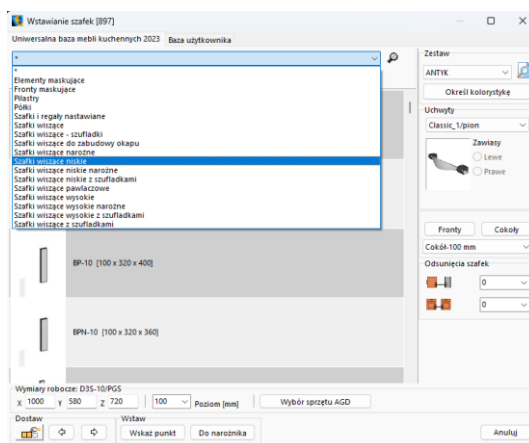 Wstawianie szafek [897]
Uniwersalna baza mebli kuchennych 2023 Baza użytkownika
*
*
Elementy maskujące
Fronty maskujące
Pilastry
Półki
Szafki i regały nastawiane
Szafki wiszące
Szafki wiszące - szufladki
Szafki wiszące do zabudowy okapu
Szafki wiszące narożne
Szafki wiszące niskie
Szafki wiszące niskie narożne
Szafki wiszące niskie z szufladkami
Szafki wiszące pawlaczowe
Szafki wiszące wysokie
Szafki wiszące wysokie narożne
Szafki wiszące wysokie z szufladkami
Szafki wiszące z szufladkami
BP-10 [100 x 320 x 400]
BPN-10 [100 x 320 x 360]
Zestaw
ANTYK
Określ kolorystykę
Uchwyty
Classic_1/pion
Zawiasy
Lewe
Prawe
Fronty Cokoły
Cokół-100 mm
Odsunięcia szafek
0
0
Wymiary robocze: D3S-10/PGS
X 1000 Y 580 Z 720 100 Poziom [mm] Wybór sprzętu AGD
Dostaw Wstaw
Wskaż punkt Do narożnika Anuluj